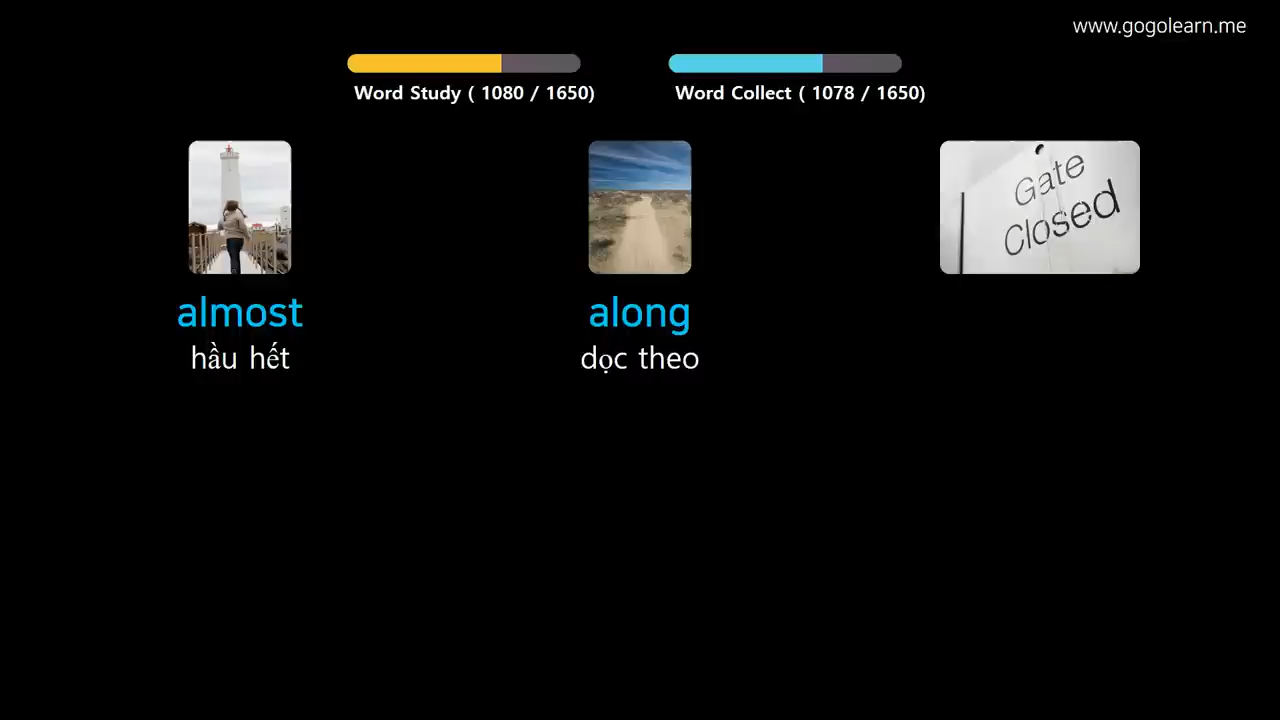 www.gogolearn.me
Word Study ( 1080 / 1650)
Word Collect ( 1078 / 1650)
Gate
Closed
almost
along
hầu hết
dọc theo